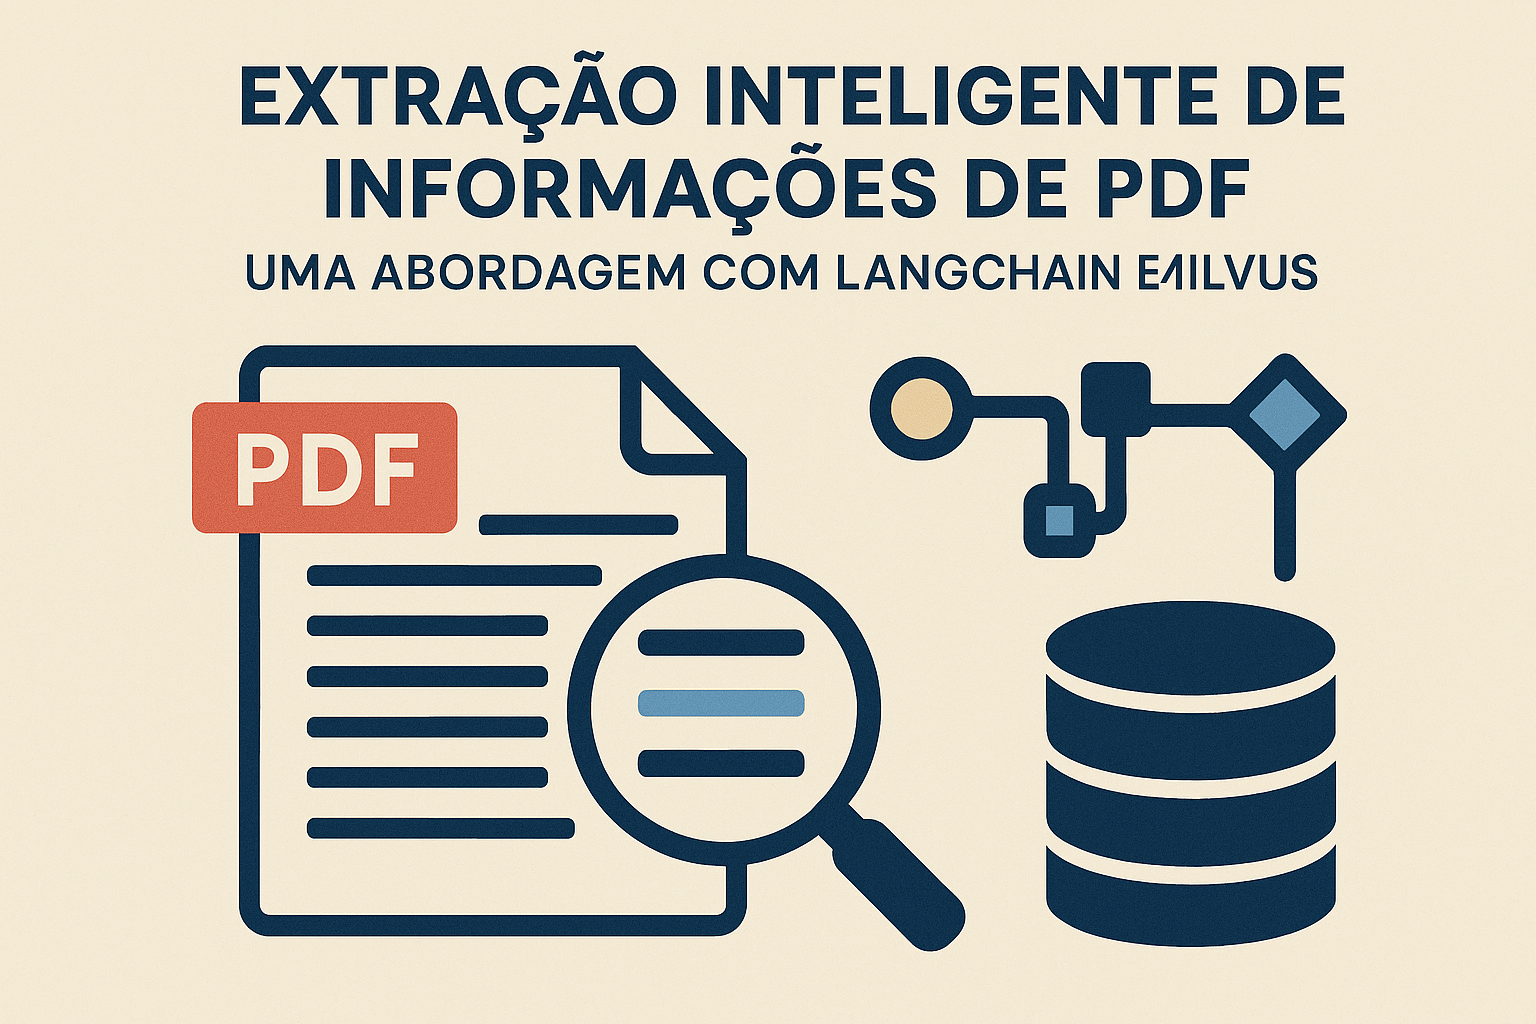 EXTRAÇÃO INTELIGENTE DE
INFORMAÇÕES DE PDF
UMA ABORDAGEM COM LANGCHAIN
PDF